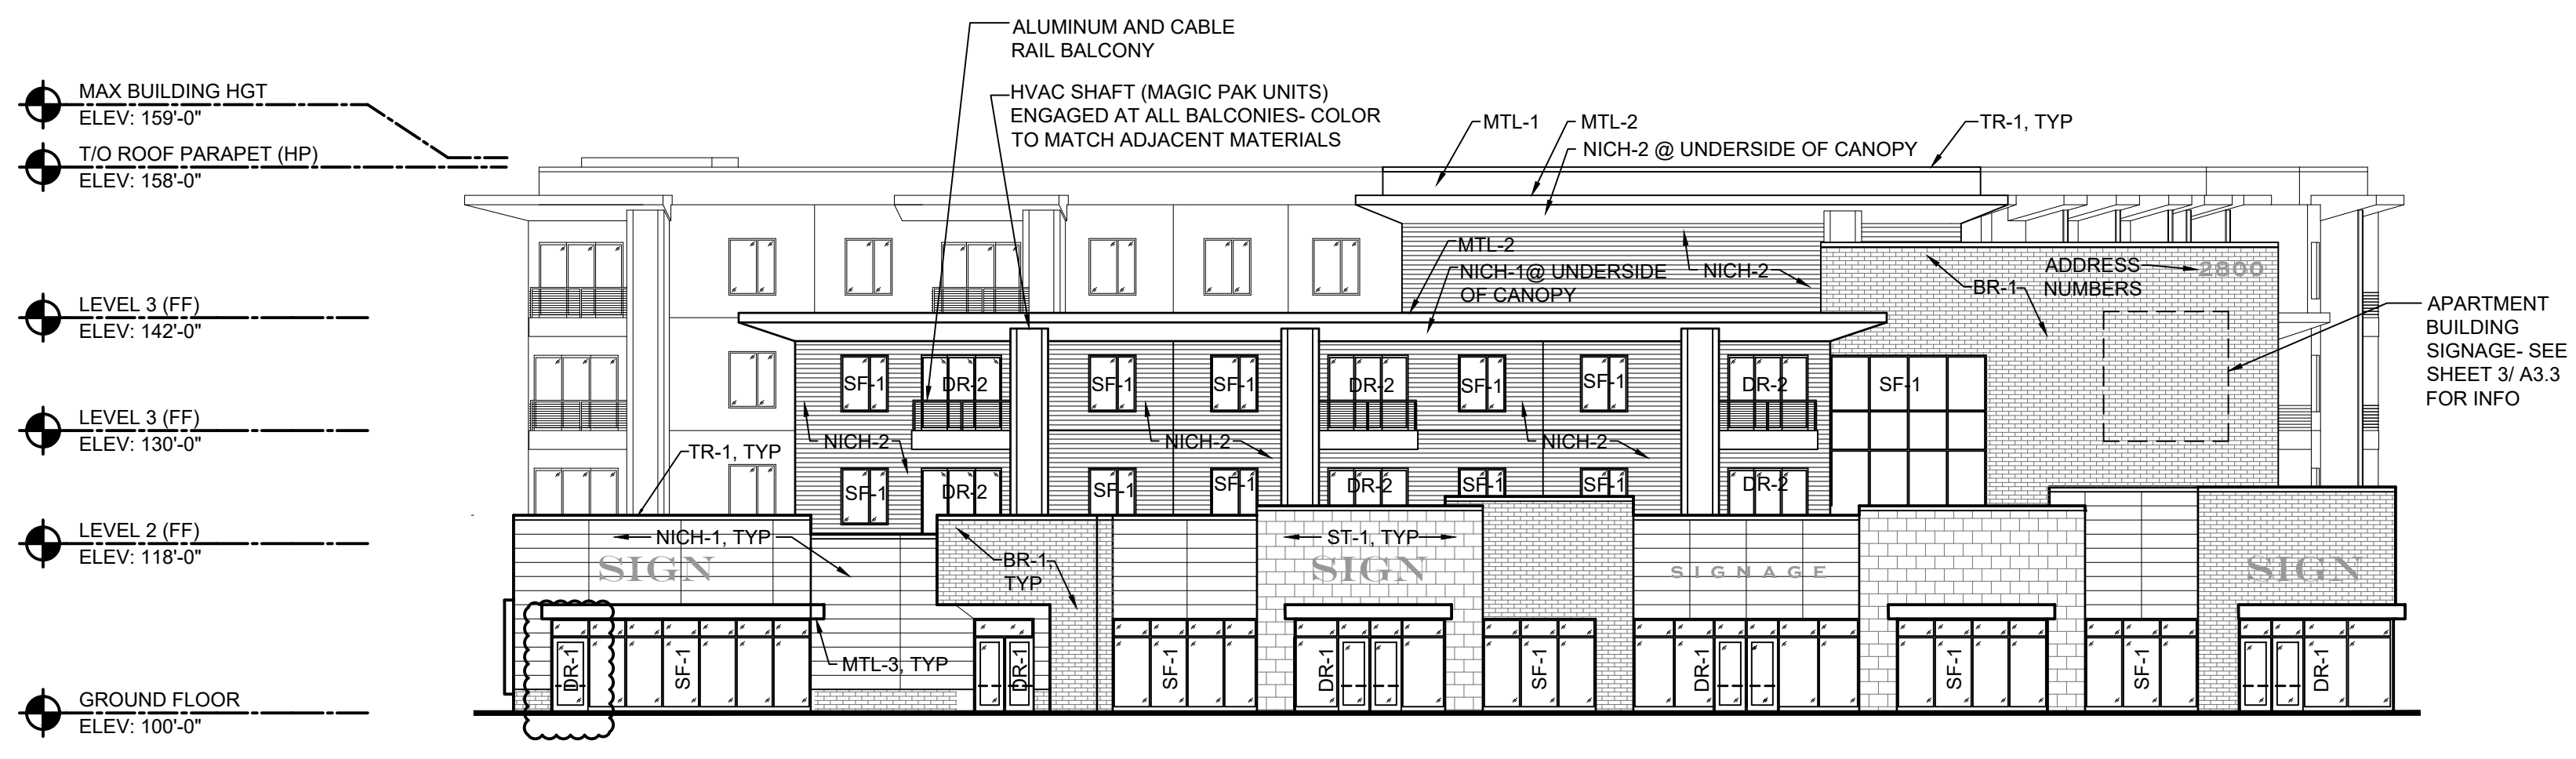 ALUMINUM AND CABLE
RAIL BALCONY
HVAC SHAFT (MAGIC PAK UNITS)
ENGAGED AT ALL BALCONIES- COLOR
TO MATCH ADJACENT MATERIALS
MAX BUILDING HGT
ELEV: 159'-0"
T/O ROOF PARAPET (HP)
ELEV: 158'-0"
LEVEL 3 (FF)
ELEV: 142'-0"
LEVEL 3 (FF)
ELEV: 130'-0"
LEVEL 2 (FF)
ELEV: 118'-0"
GROUND FLOOR
ELEV: 100'-0"
MTL-1
MTL-2
TR-1, TYP
NICH-2 @ UNDERSIDE OF CANOPY
MTL-2
NICH-1@ UNDERSIDE
OF CANOPY
NICH-2
ADDRESS
NUMBERS
2800
BR-1
APARTMENT
BUILDING
SIGNAGE- SEE
SHEET 3/ A3.3
FOR INFO
SF-1
DR-2
SF-1
SF-1
DR-2
SF-1
SF-1
DR-2
SF-1
TR-1, TYP
NICH-2
NICH-2
NICH-2
SF-1
DR-2
SF-1
SF-1
DR-2
SF-1
SF-1
DR-2
NICH-1, TYP
SIGN
BR-1,
TYP
ST-1, TYP
SIGN
SIGNAGE
SIGN
MTL-3, TYP
DR-1
SF-1
DR-1
SF-1
DR-1
SF-1
DR-1
SF-1
SF-1
DR-1